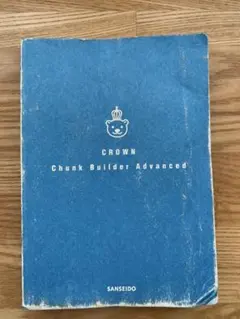 CROWN
Chunk Builder Advanced
SANSEIDO